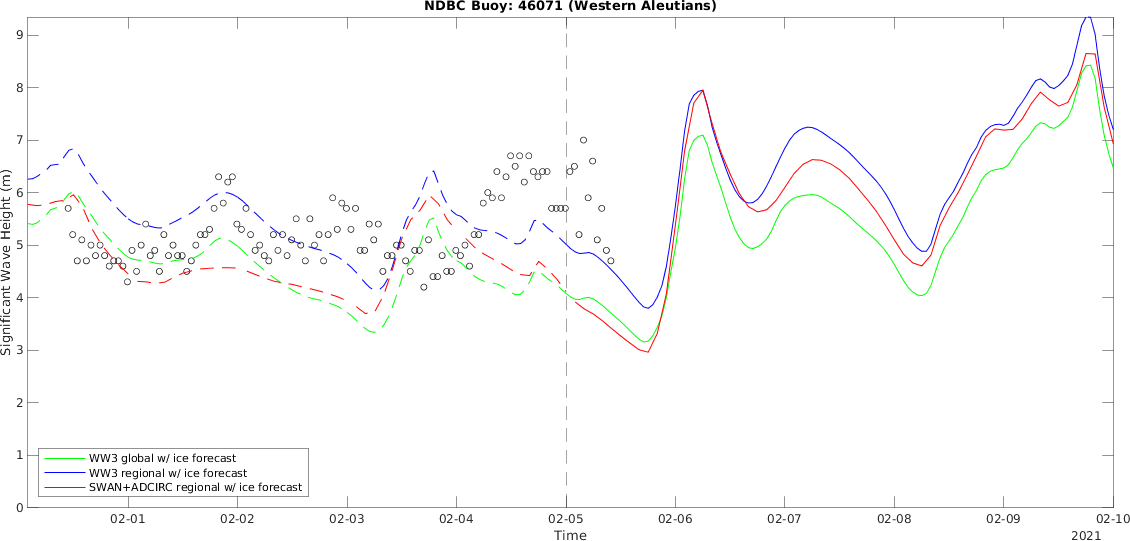 NDBC Buoy: 46071 (Western Aleutians)
Significant Wave Height (m)
9
8
7
6
5
4
3
2
1
0
WW3 global w/ ice forecast
WW3 regional w/ ice forecast
SWAN+ADCIRC regional w/ ice forecast
02-01 02-02 02-03 02-04 02-05 02-06 02-07 02-08 02-09 02-10
Time
2021